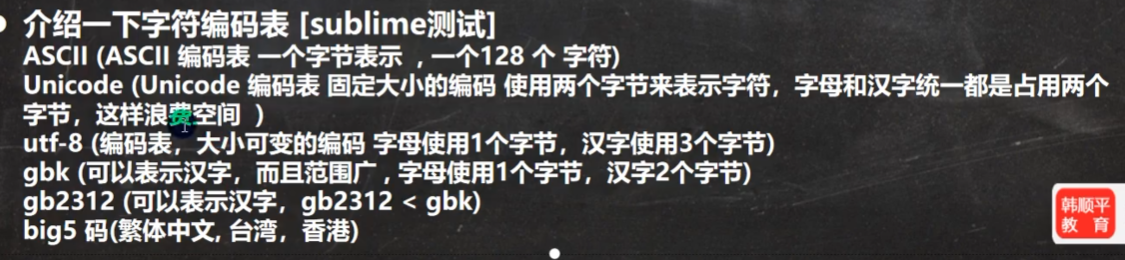 介绍一下字符编码表 [sublime测试]
ASCII (ASCII 编码表 一个字节表示 , 一个128 个 字符)
Unicode (Unicode 编码表 固定大小的编码 使用两个字节来表示字符，字母和汉字统一都是占用两个
字节，这样浪费空间 )
utf-8 (编码表，大小可变的编码 字母使用1个字节，汉字使用3个字节)
gbk (可以表示汉字，而且范围广 , 字母使用1个字节，汉字2个字节)
gb2312 (可以表示汉字，gb2312 < gbk)
big5 码(繁体中文, 台湾，香港)
韩顺平
教 育